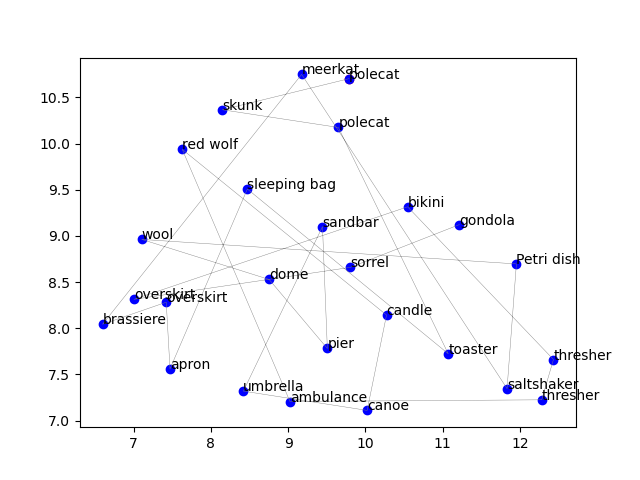 meerkat
polecat
skunk
polecat
red wolf
sleeping bag
bikini
sandbar
gondola
wool
sorrel
Petri dish
dome
overskirt
overskirt
brassiere
candle
pier
toaster
thresher
apron
saltshaker
umbrella
ambulance
thresher
canoe
10.5
10.0
9.5
9.0
8.5
8.0
7.5
7.0
7 8 9 10 11 12